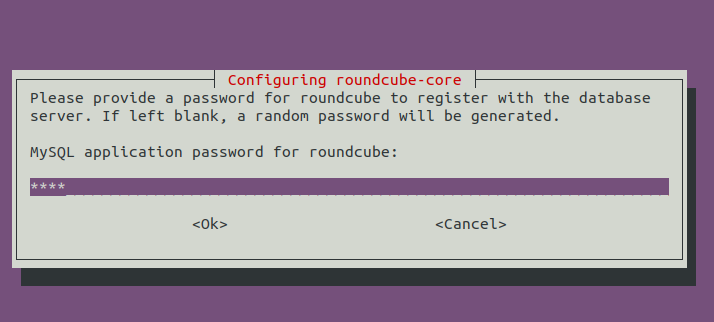 Configuring roundcube-core
Please provide a password for roundcube to register with the database
server. If left blank, a random password will be generated.
MySQL application password for roundcube:
****
<Ok> <Cancel>